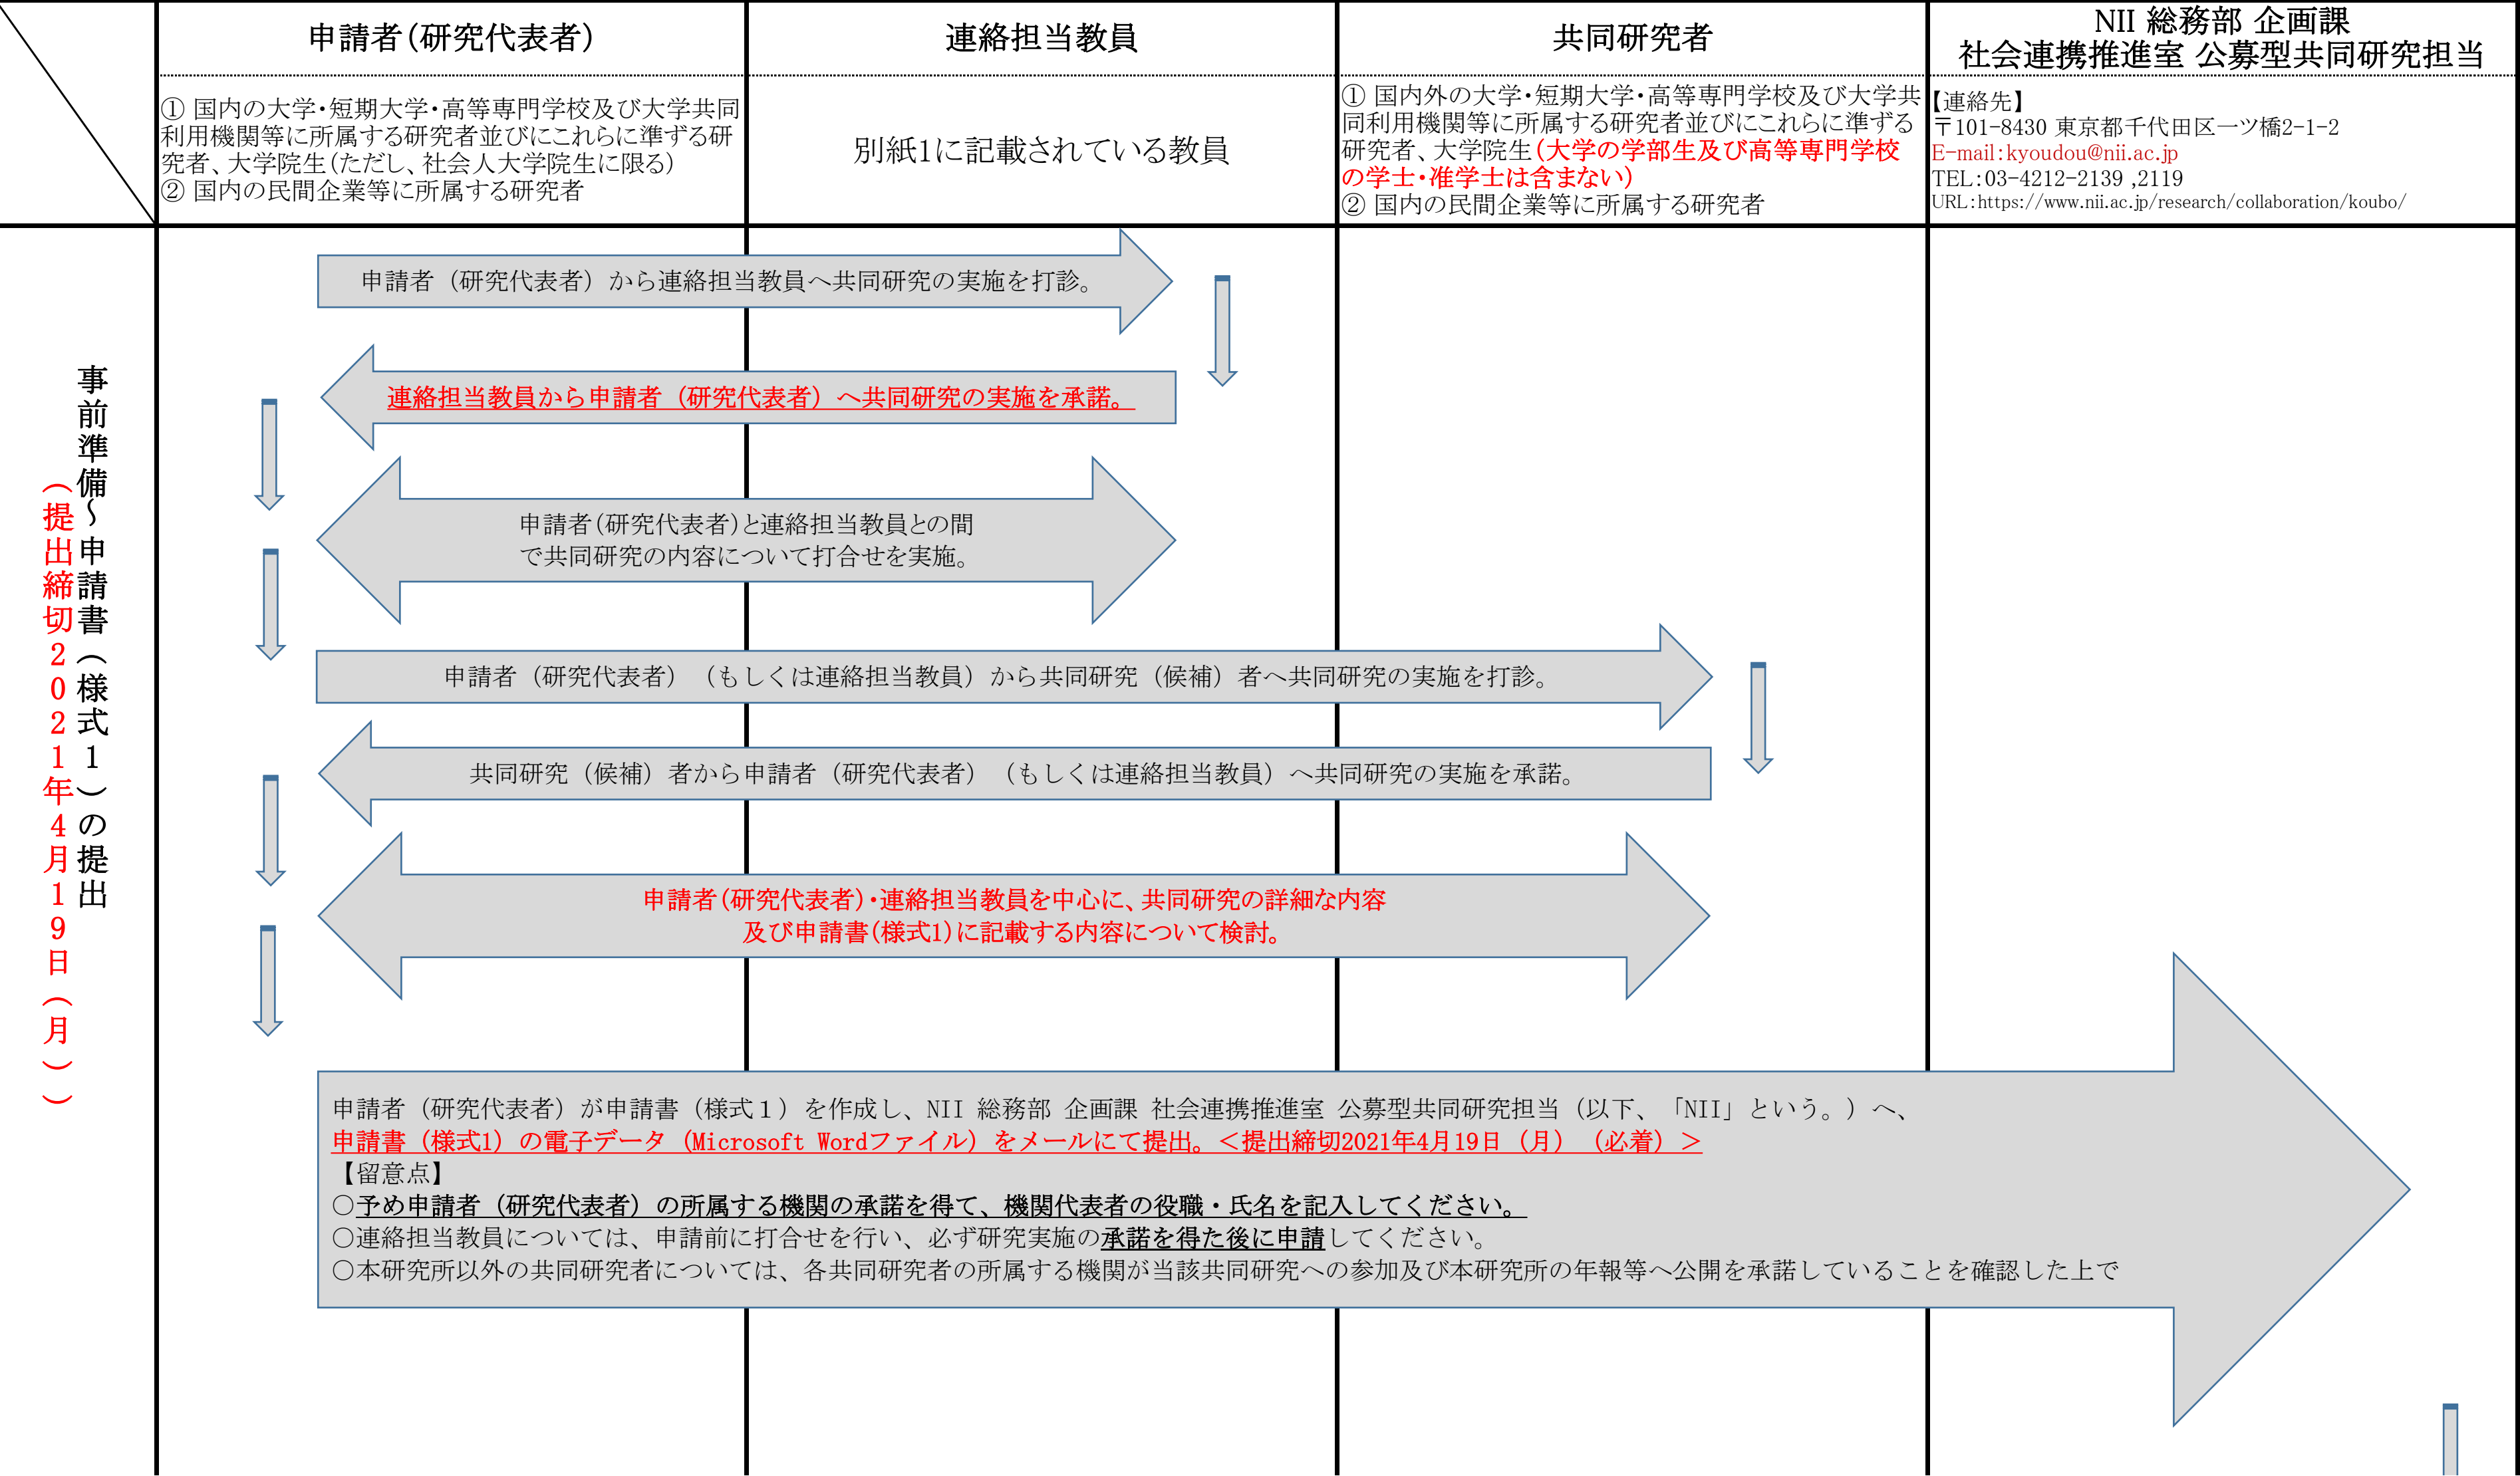 申請者（研究代表者）
連絡担当教員
共同研究者
NII 総務部 企画課
社会連携推進室 公募型共同研究担当
① 国内の大学・短期大学・高等専門学校及び大学共同
利用機関等に所属する研究者並びにこれらに準ずる研
究者、大学院生（ただし、社会人大学院生に限る）
② 国内の民間企業等に所属する研究者
別紙1に記載されている教員
① 国内外の大学・短期大学・高等専門学校及び大学共
同利用機関等に所属する研究者並びにこれらに準ずる
研究者、大学院生（大学の学部生及び高等専門学校
の学士・准学士は含まない）
② 国内の民間企業等に所属する研究者
【連絡先】
〒101-8430 東京都千代田区一ツ橋2-1-2
E-mail：kyoudou@nii.ac.jp
TEL：03-4212-2139 ,2119
URL：https://www.nii.ac.jp/research/collaboration/koubo/
事前準備～申請書（様式１）の提出
（提出締切２０２１年４月１９日（月））
申請者（研究代表者）から連絡担当教員へ共同研究の実施を打診。
連絡担当教員から申請者（研究代表者）へ共同研究の実施を承諾。
申請者（研究代表者）と連絡担当教員との間
で共同研究の内容について打合せを実施。
申請者（研究代表者）（もしくは連絡担当教員）から共同研究（候補）者へ共同研究の実施を打診。
共同研究（候補）者から申請者（研究代表者）（もしくは連絡担当教員）へ共同研究の実施を承諾。
申請者（研究代表者）・連絡担当教員を中心に、共同研究の詳細な内容
及び申請書（様式1）に記載する内容について検討。
申請者（研究代表者）が申請書（様式１）を作成し、NII 総務部 企画課 社会連携推進室 公募型共同研究担当（以下、「NII」という。）へ、
申請書（様式1）の電子データ（Microsoft Wordファイル）をメールにて提出。＜提出締切2021年4月19日（月）（必着）＞
【留意点】
○予め申請者（研究代表者）の所属する機関の承諾を得て、機関代表者の役職・氏名を記入してください。
○連絡担当教員については、申請前に打合せを行い、必ず研究実施の承諾を得た後に申請してください。
○本研究所以外の共同研究者については、各共同研究者の所属する機関が当該共同研究への参加及び本研究所の年報等へ公開を承諾していることを確認した上で